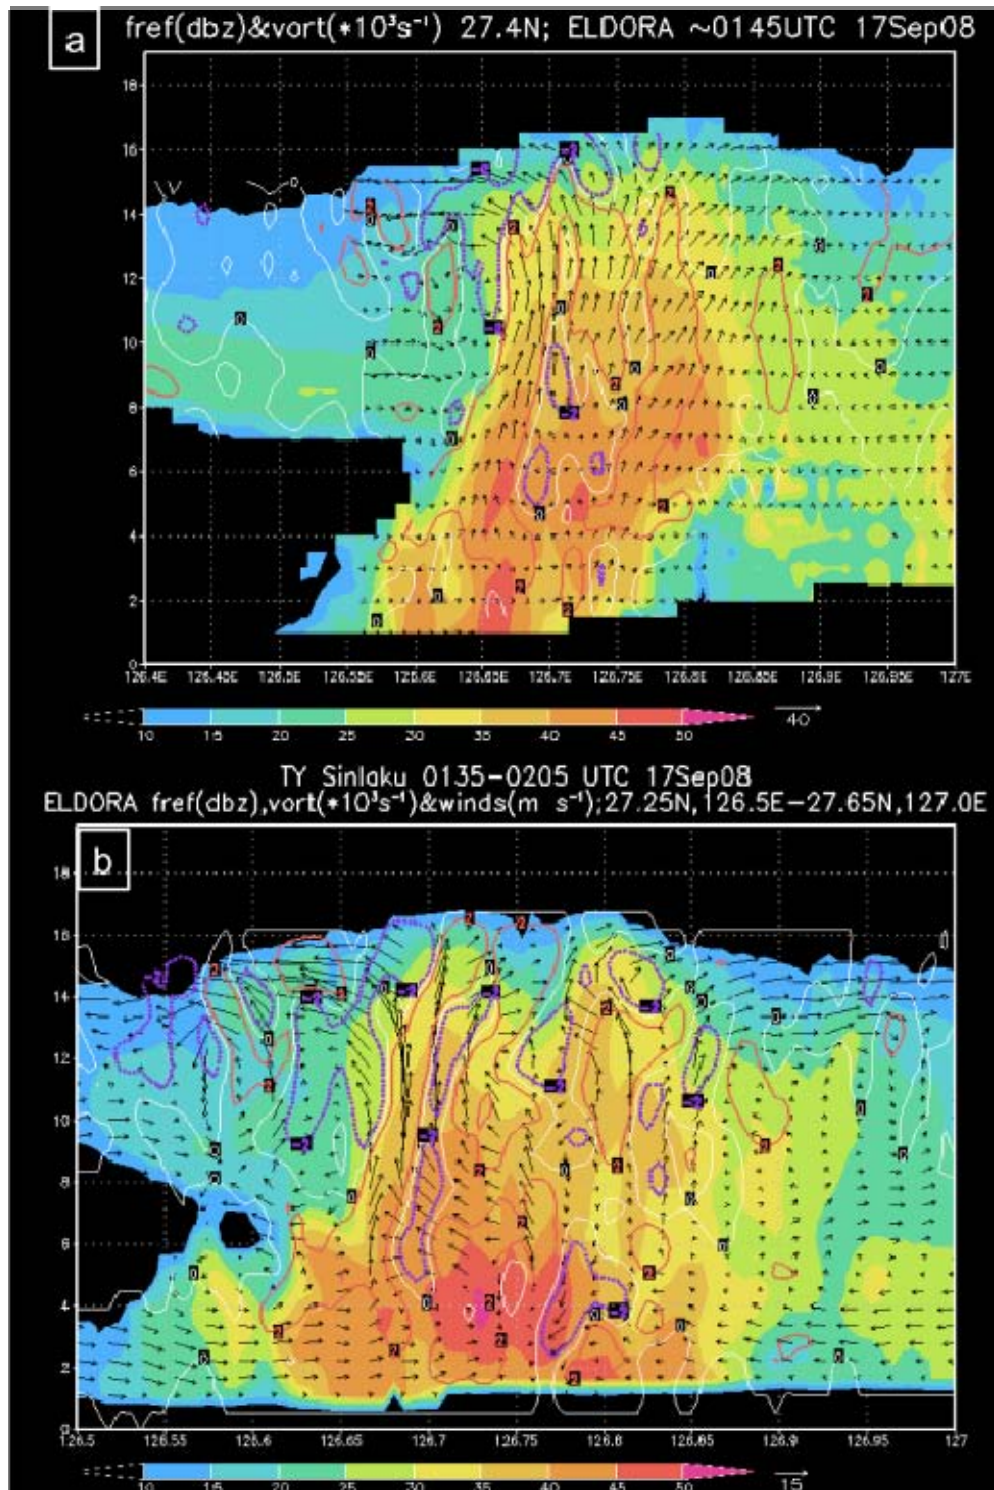 a
fref(dbz)&vort(*10³s⁻¹) 27.4N; ELDORA ~0145UTC 17Sep08
18
16
14
12
10
8
6
4
2
0
126.4E 126.45E 126.5E 126.55E 126.6E 126.65E 126.7E 126.75E 126.8E 126.85E 126.9E 126.95E 127E
10 15 20 25 30 35 40 45 50
40
TY Sinlaku 0135-0205 UTC 17Sep08
ELDORA fref(dbz),vort(*10³s⁻¹)&winds(m s⁻¹);27.25N,126.5E-27.65N,127.0E
b
18
16
14
12
10
8
6
4
2
0
126.5 126.55 126.6 126.65 126.7 126.75 126.8 126.85 126.9 126.95 127
10 15 20 25 30 35 40 45 50
15